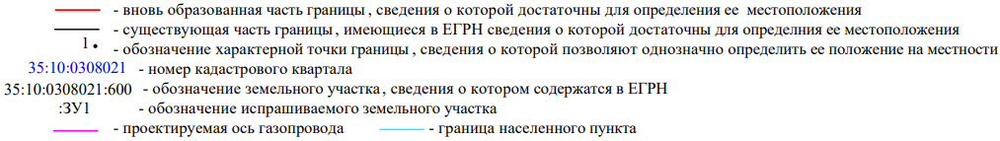 - вновь образованная часть границы, сведения о которой достаточны для определения ее местоположения
- существующая часть границы, имеющиеся в ЕГРН сведения о которой достаточны для определния ее местоположения
1 • - обозначение характерной точки границы, сведения о которой позволяют однозначно определить ее положение на местности
35:10:0308021 - номер кадастрового квартала
35:10:0308021:600 - обозначение земельного участка, сведения о котором содержатся в ЕГРН
:ЗУ1 - обозначение испрашиваемого земельного участка
- проектируемая ось газопровода - граница населенного пункта